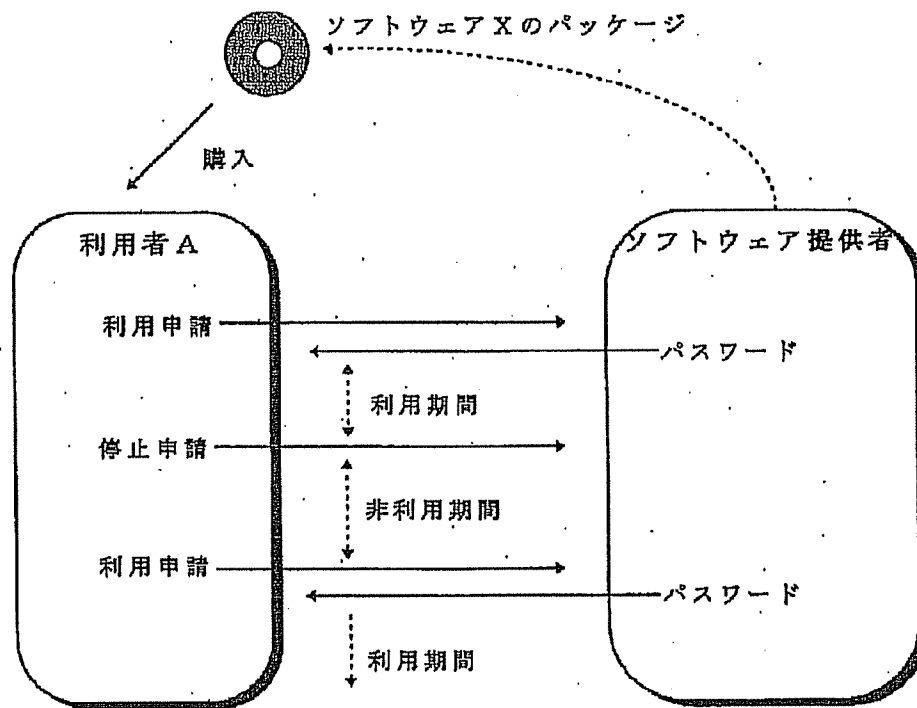 ソフトウェアXのパッケージ
購入
利用者A
ソフトウェア提供者
利用申請
パスワード
利用期間
停止申請
非利用期間
利用申請
パスワード
利用期間